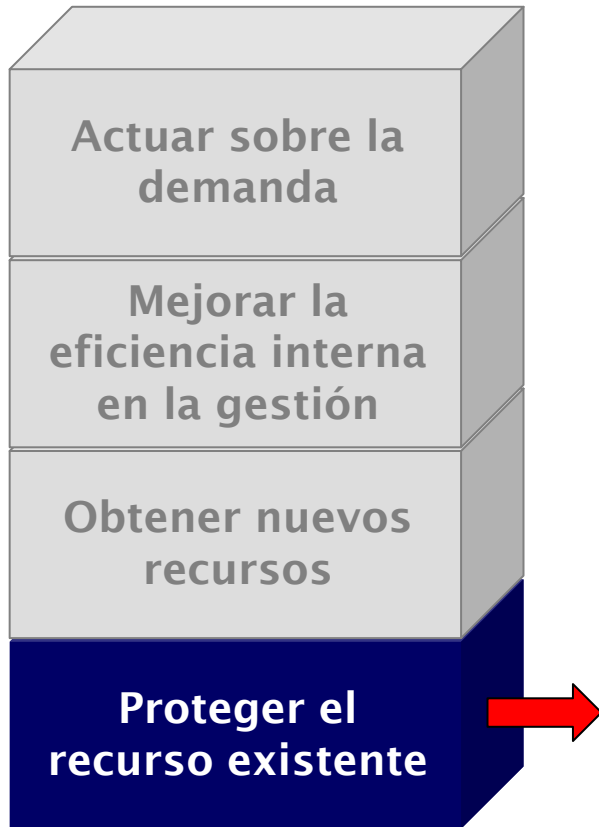 Actuar sobre la
demanda
Mejorar la
eficiencia interna
en la gestión
Obtener nuevos
recursos
Proteger el
recurso existente